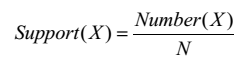 Support(X) = Number(X) / N